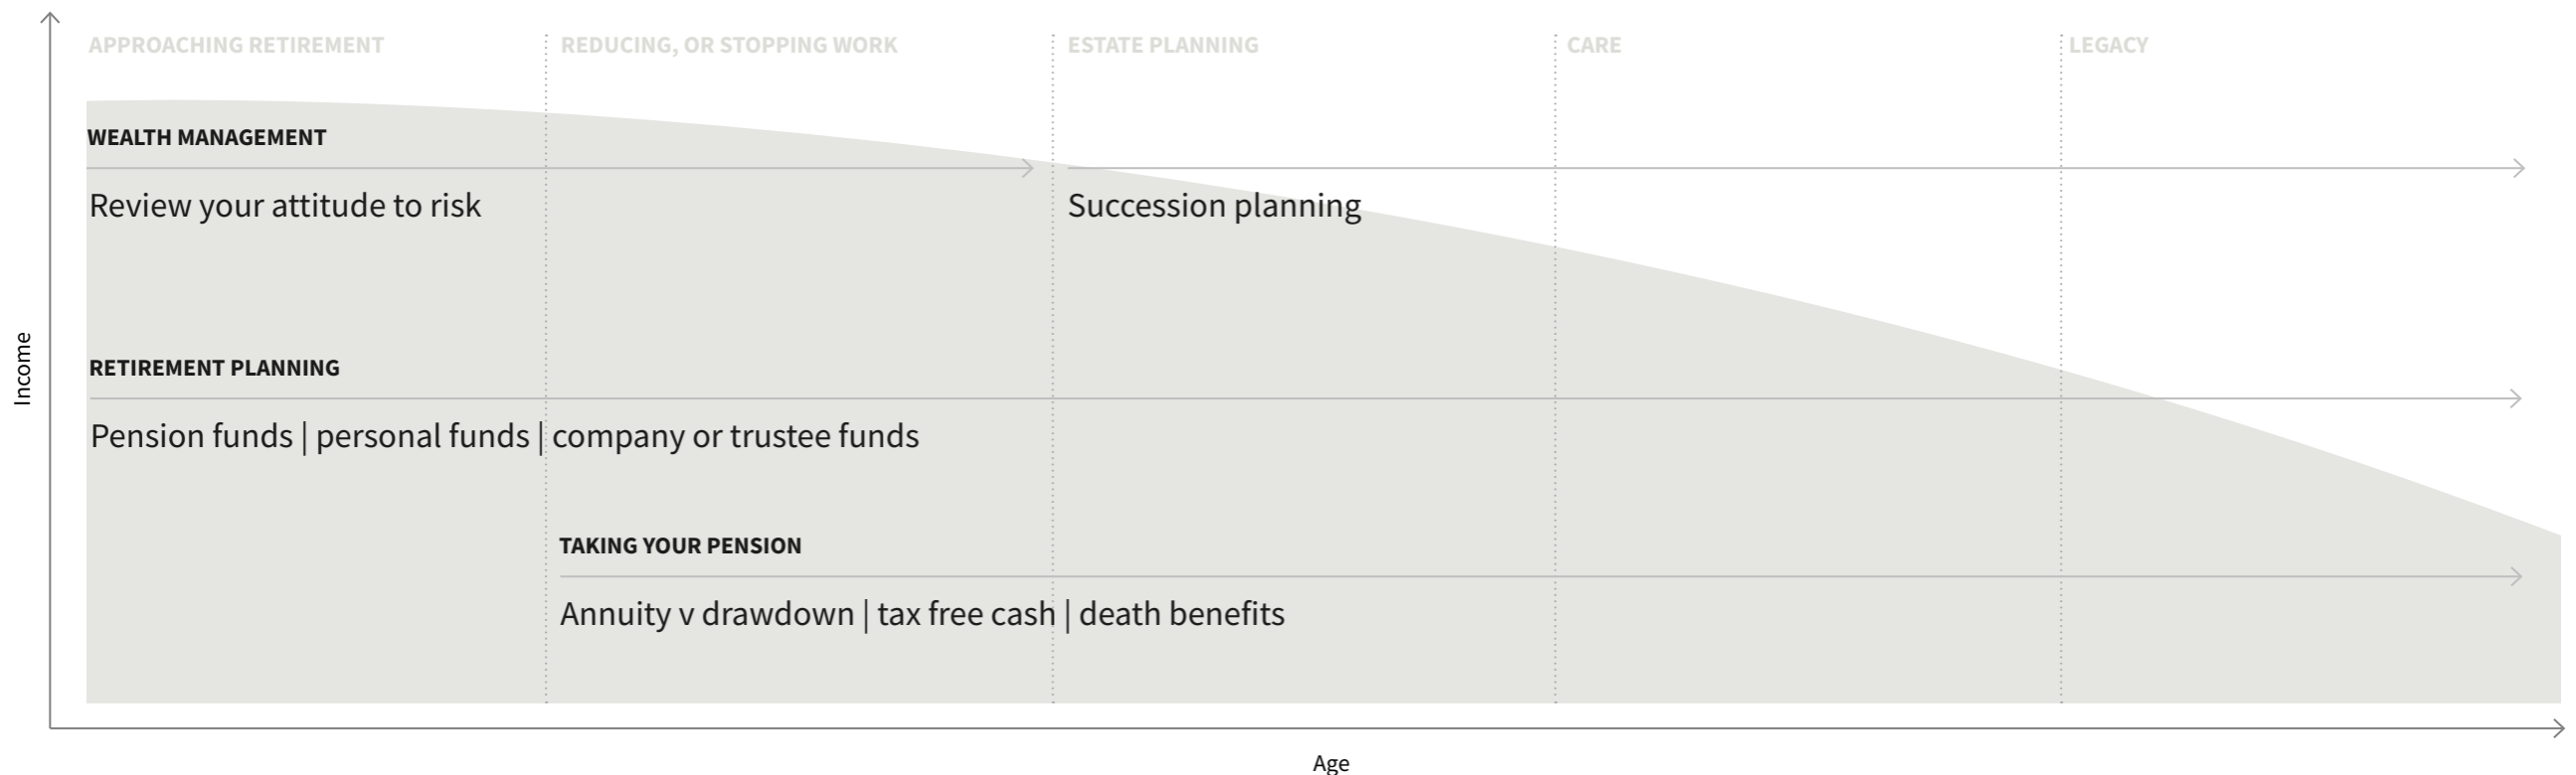 APPROACHING RETIREMENT
REDUCING, OR STOPPING WORK
ESTATE PLANNING
CARE
LEGACY
WEALTH MANAGEMENT
Review your attitude to risk
Succession planning
Income
RETIREMENT PLANNING
Pension funds | personal funds | company or trustee funds
TAKING YOUR PENSION
Annuity v drawdown | tax free cash | death benefits
Age